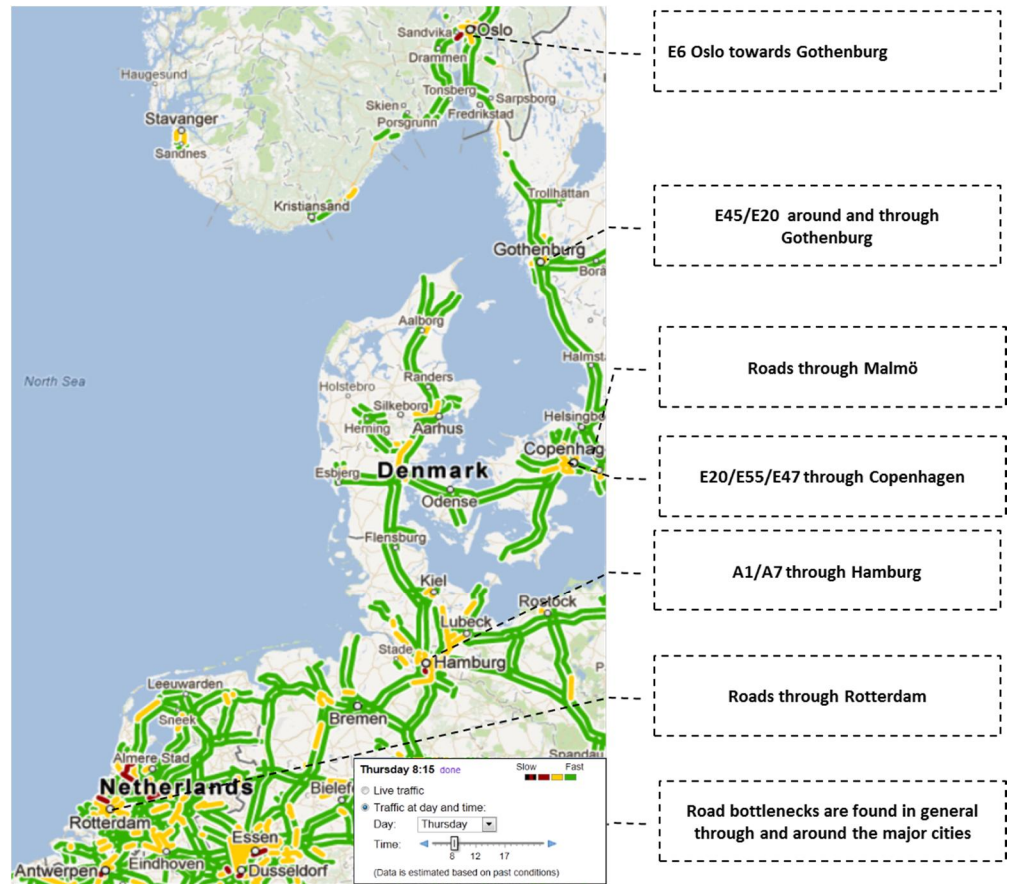 Sandvika
Oslo
Drammen
Haugesund
Tonsberg
Sarpsborg
Skien
Fredrikstad
Porsgrunn
Stavanger
Sandnes
Kristiansand
Trollhättan
Gothenburg
Borå
Aalborg
Halmsta
North Sea
Holstebro
Randers
Silkeborg
Herning
Aarhus
Helsingbo
Copenhag
Esbjerg
Denmark
Odense
Flensburg
Kiel
Rostock
Lubeck
Stade
Hamburg
Leeuwarden
Sneek
Bremen
Almere Stad
Netherlands
Spandau
Rotterdam
Bielef
Essen
Eindhoven
Antwerpen
Dusseldorf
Thursday 8:15 done
Slow Fast
Live traffic
Traffic at day and time:
Day: Thursday
Time:
6 12 17
(Data is estimated based on past conditions)
E6 Oslo towards Gothenburg
E45/E20 around and through
Gothenburg
Roads through Malmö
E20/E55/E47 through Copenhagen
A1/A7 through Hamburg
Roads through Rotterdam
Road bottlenecks are found in general
through and around the major cities